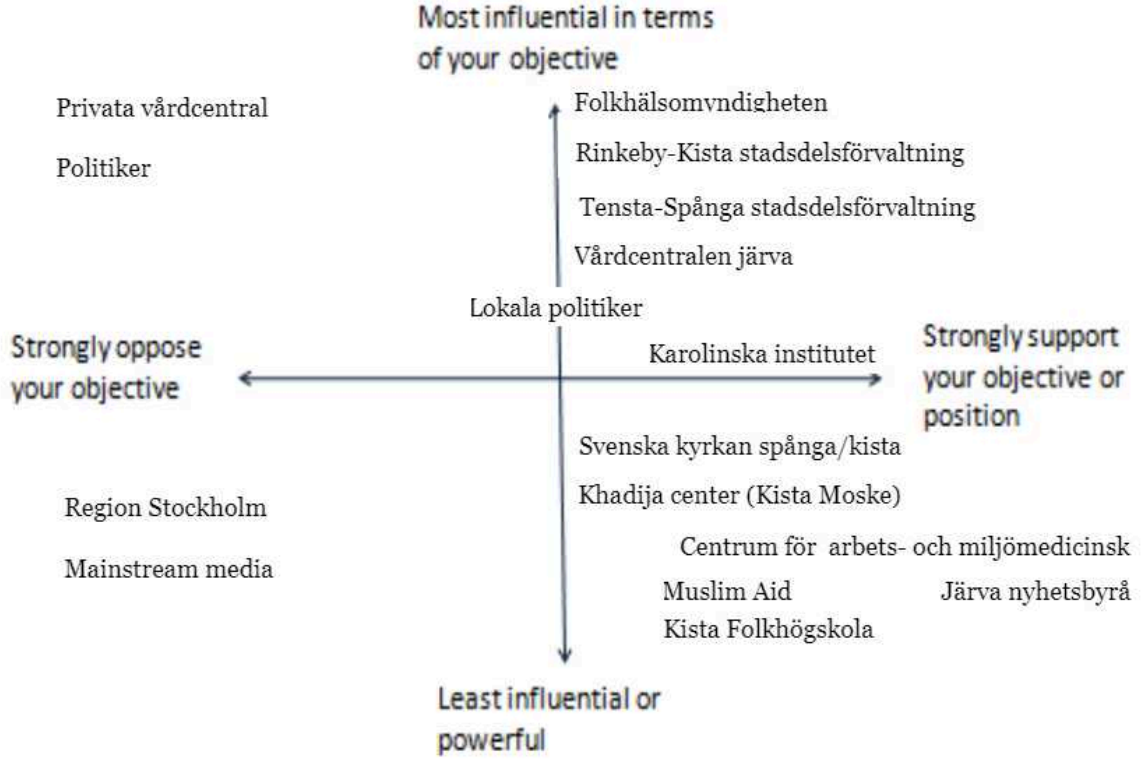 Most influential in terms
of your objective
Privata vårdcentral
Folkhälsomyndigheten
Politiker
Rinkeby-Kista stadsdelsförvaltning
Tensta-Spånga stadsdelsförvaltning
Vårdcentralen järva
Lokala politiker
Strongly oppose
your objective
Karolinska institutet
Strongly support
your objective or
position
Svenska kyrkan spånga/kista
Khadija center (Kista Moske)
Region Stockholm
Centrum för arbets- och miljömedicinsk
Mainstream media
Muslim Aid
Järva nyhetsbyrå
Kista Folkhögskola
Least influential or
powerful